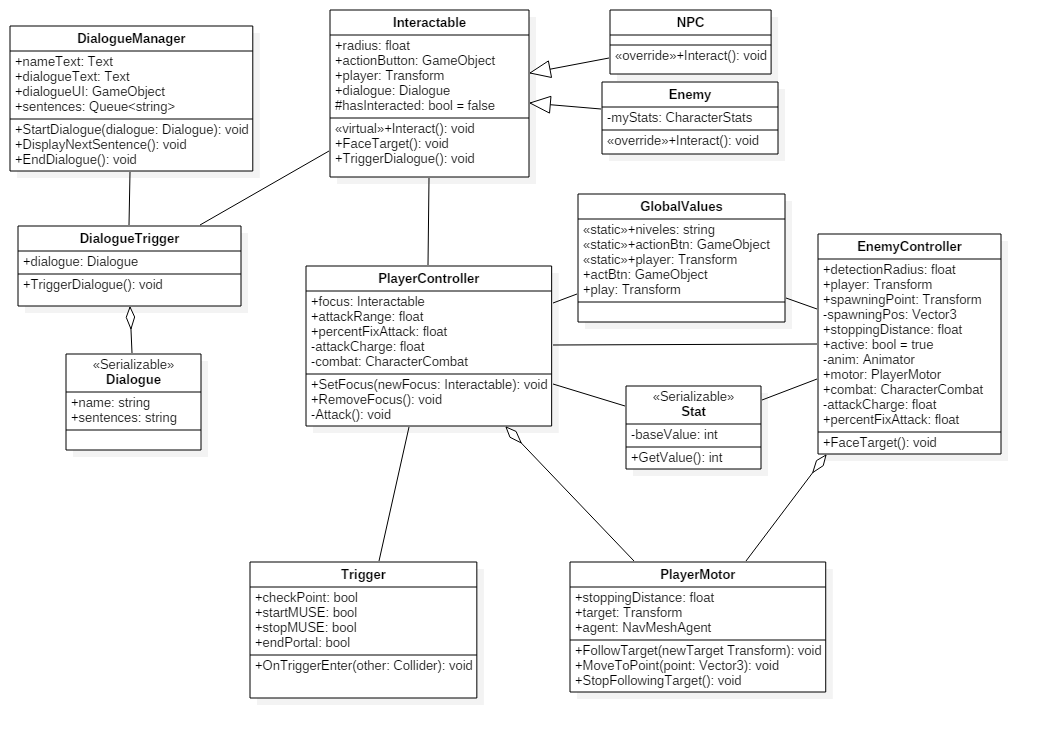 DialogueManager
+nameText: Text
+dialogueText: Text
+dialogueUI: GameObject
+sentences: Queue<string>
+StartDialogue(dialogue: Dialogue): void
+DisplayNextSentence(): void
+EndDialogue(): void
Interactable
+radius: float
+actionButton: GameObject
+player: Transform
+dialogue: Dialogue
#hasInteracted: bool = false
«virtual»+Interact(): void
+FaceTarget(): void
+TriggerDialogue(): void
NPC
«override»+Interact(): void
Enemy
-myStats: CharacterStats
«override»+Interact(): void
DialogueTrigger
+dialogue: Dialogue
+TriggerDialogue(): void
GlobalValues
«static»+niveles: string
«static»+actionBtn: GameObject
«static»+player: Transform
+actBtn: GameObject
+play: Transform
EnemyController
+detectionRadius: float
+player: Transform
+spawningPoint: Transform
-spawningPos: Vector3
+stoppingDistance: float
+active: bool = true
-anim: Animator
+motor: PlayerMotor
+combat: CharacterCombat
-attackCharge: float
+percentFixAttack: float
+FaceTarget(): void
PlayerController
+focus: Interactable
+attackRange: float
+percentFixAttack: float
-attackCharge: float
-combat: CharacterCombat
+SetFocus(newFocus: Interactable): void
+RemoveFocus(): void
-Attack(): void
«Serializable»
Dialogue
+name: string
+sentences: string
«Serializable»
Stat
-baseValue: int
+GetValue(): int
Trigger
+checkPoint: bool
+startMUSE: bool
+stopMUSE: bool
+endPortal: bool
+OnTriggerEnter(other: Collider): void
PlayerMotor
+stoppingDistance: float
+target: Transform
+agent: NavMeshAgent
+FollowTarget(newTarget Transform): void
+MoveToPoint(point: Vector3): void
+StopFollowingTarget(): void